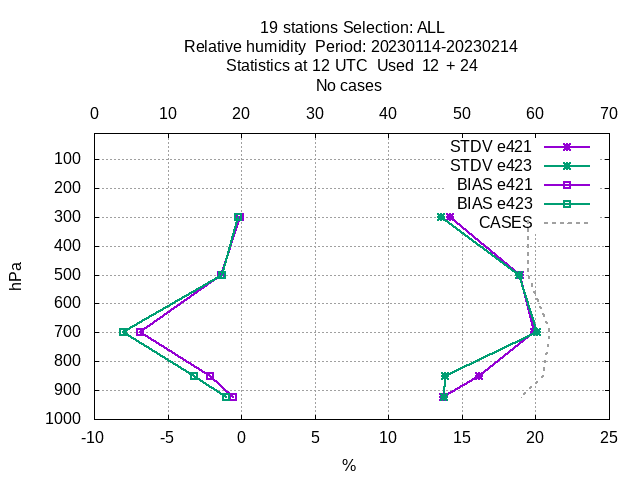 19 stations Selection: ALL
Relative humidity  Period: 20230114-20230214
Statistics at 12 UTC  Used  12  + 24
No cases
0 10 20 30 40 50 60 70
STDV e421
STDV e423
BIAS e421
BIAS e423
CASES
100
200
300
400
500
600
700
800
900
1000
hPa
-10 -5 0 5 10 15 20 25
%